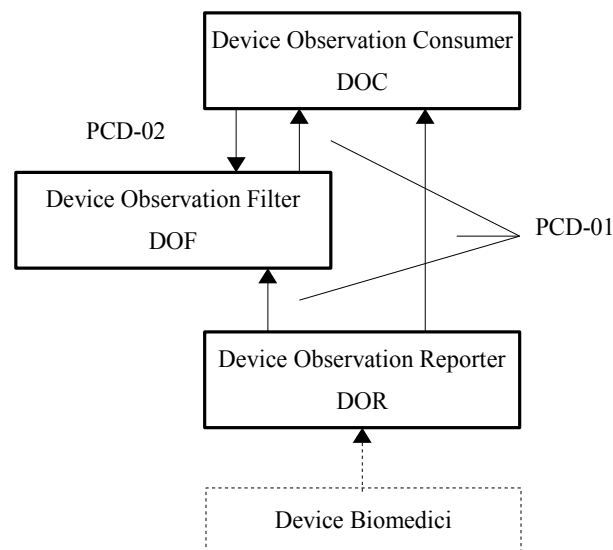 Device Observation Consumer
DOC
PCD-02
Device Observation Filter
DOF
PCD-01
Device Observation Reporter
DOR
Device Biomedici